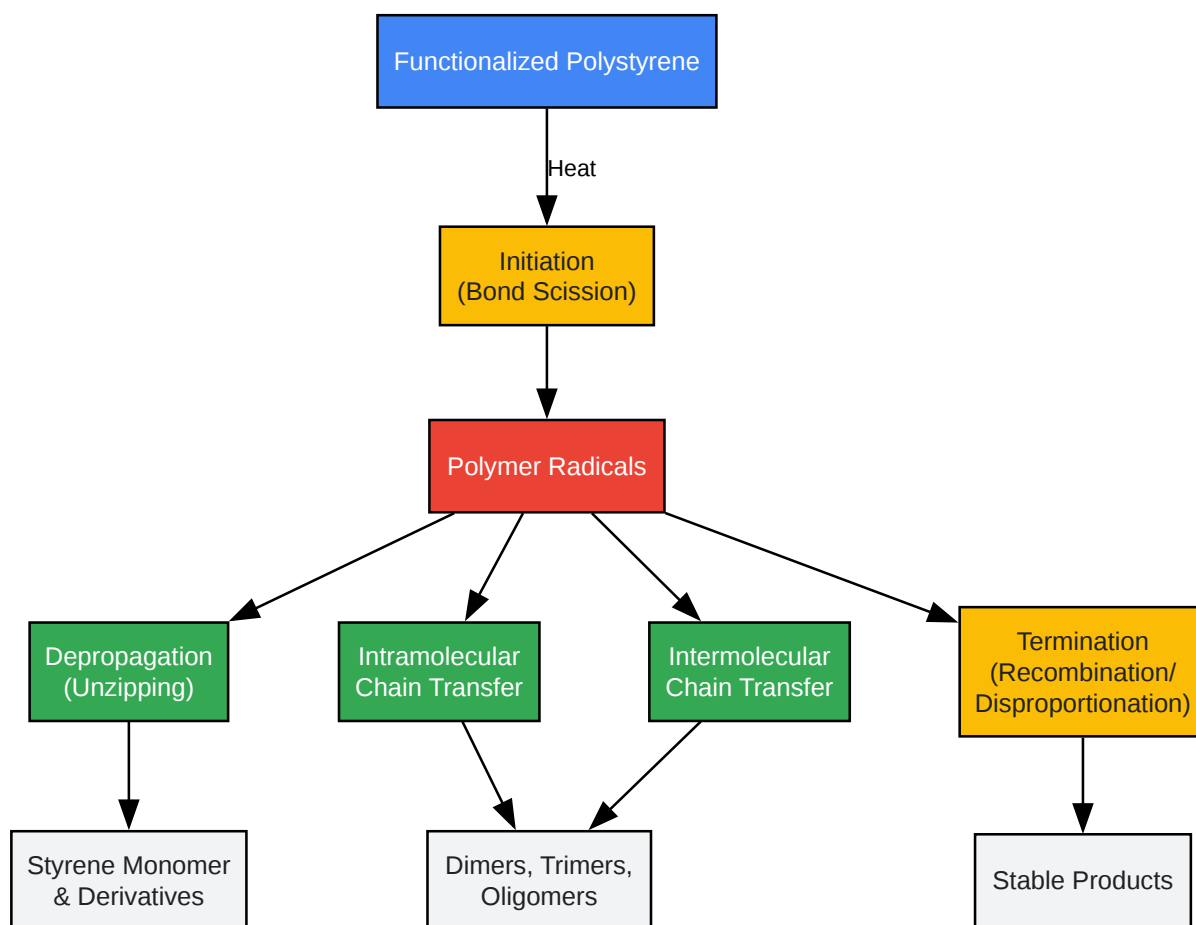 Functionalized Polystyrene
Heat
Initiation
(Bond Scission)
Polymer Radicals
Depropagation
(Unzipping)
Intramolecular
Chain Transfer
Intermolecular
Chain Transfer
Termination
(Recombination/
Disproportionation)
Styrene Monomer
& Derivatives
Dimers, Trimers,
Oligomers
Stable Products